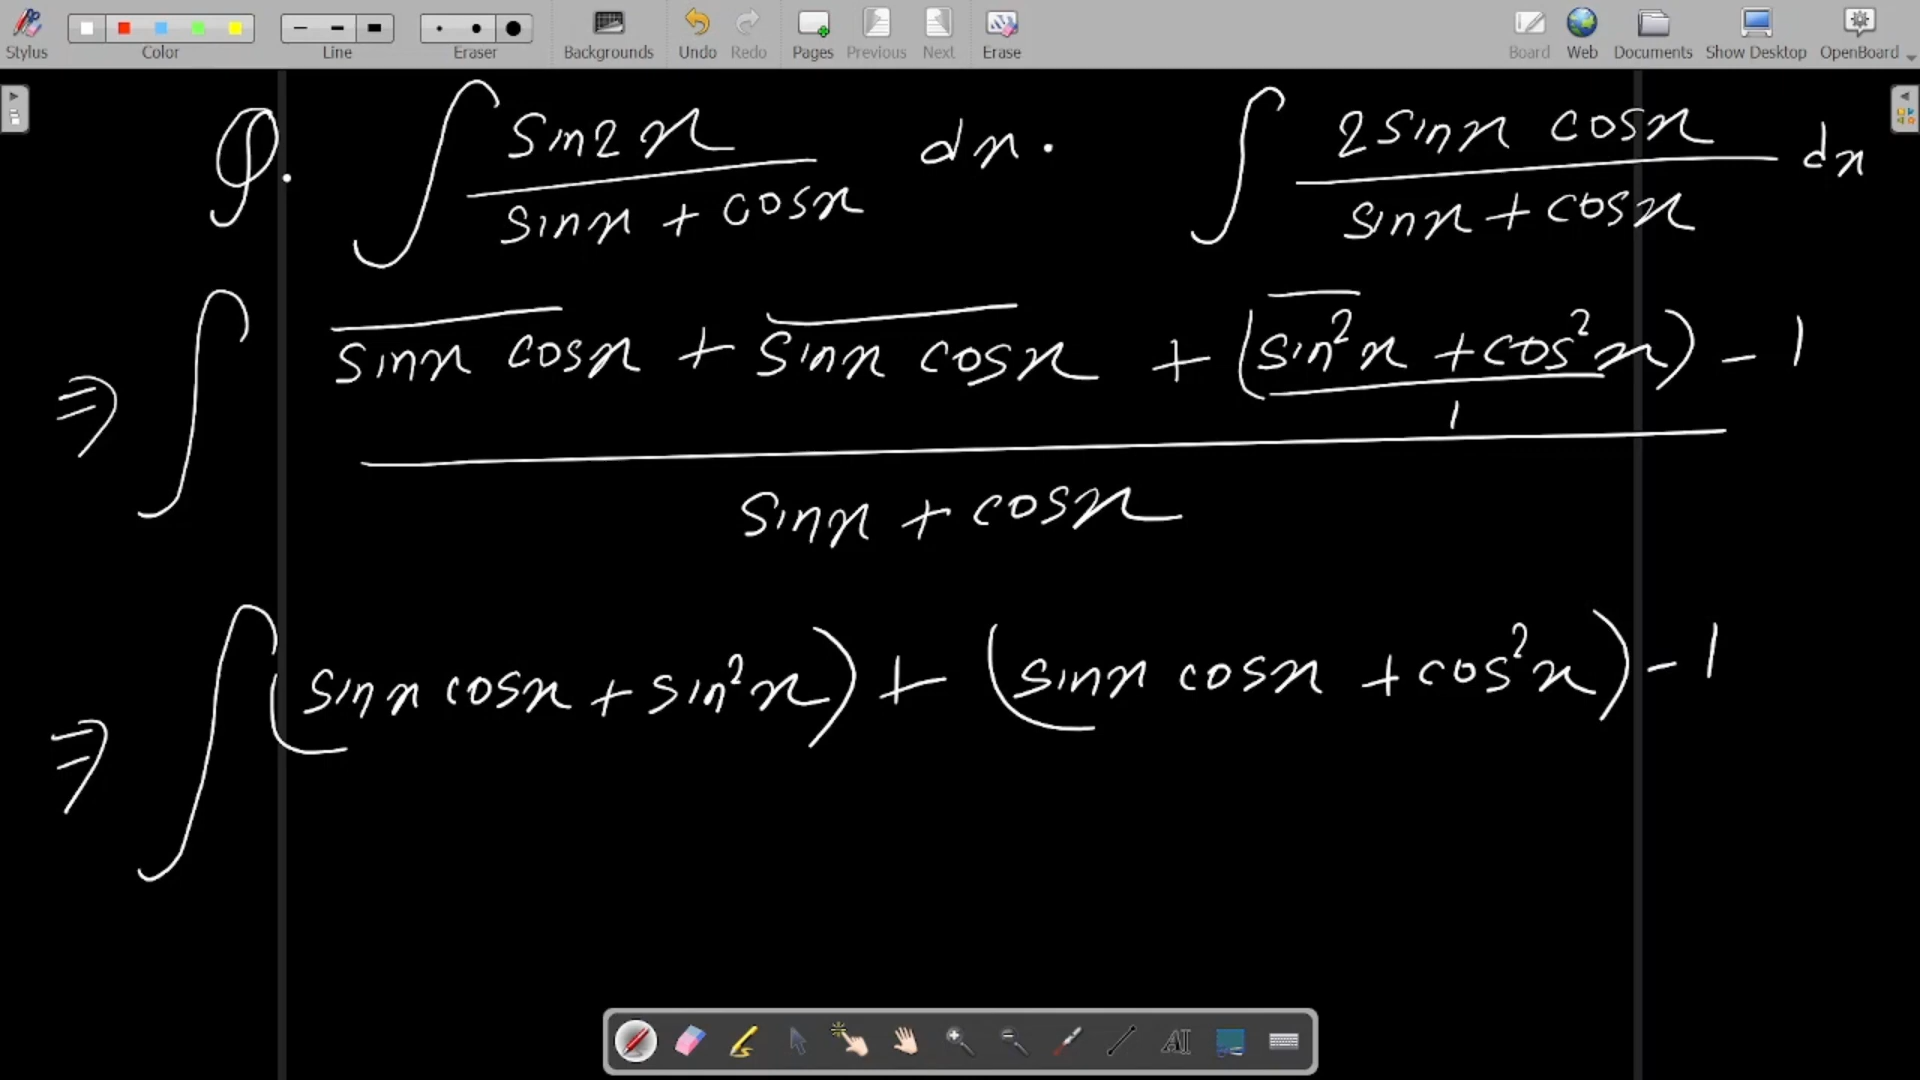 Stylus Color Line Eraser Backgrounds Undo Redo Pages Previous Next Erase Board Web Documents Show Desktop OpenBoard
Q. ∫ sin2x / (sinx + cosx) dx. ∫ 2sinx cosx / (sinx + cosx) dx
⇒ ∫ sinx cosx + sinx cosx + (sin²x + cos²x) - 1
1
sinx + cosx
⇒ ∫ (sinx cosx + sin²x) + (sinx cosx + cos²x) - 1
AI